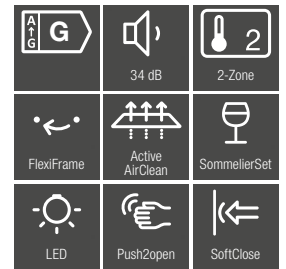 A
G
G
34 dB
2
2-Zone
FlexiFrame
Active
AirClean
SommelierSet
LED
Push2open
SoftClose